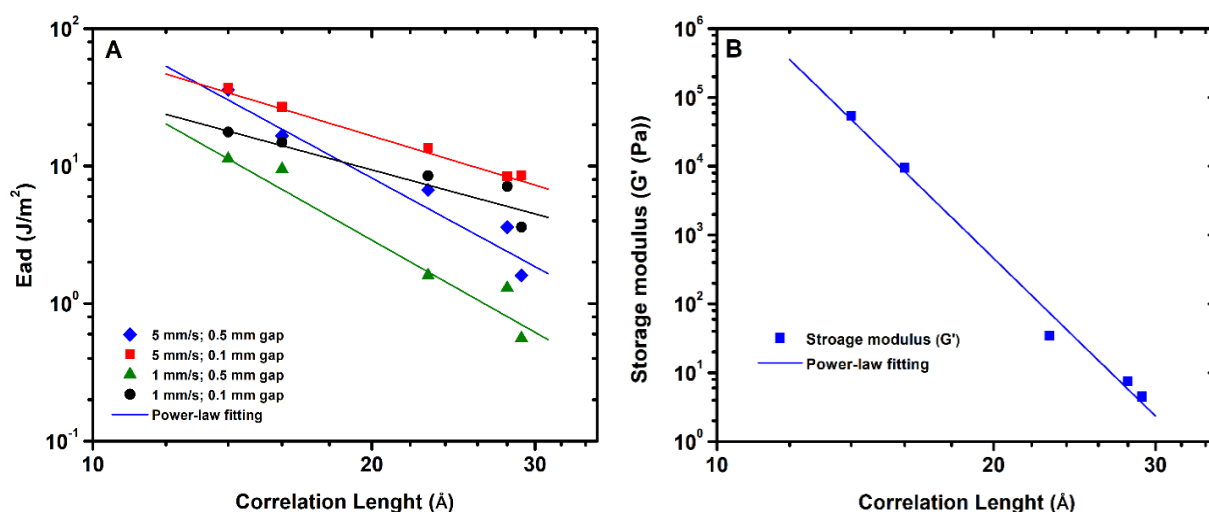 A
Ead (J/m²)
10²
10¹
10⁰
10⁻¹
5 mm/s; 0.5 mm gap
5 mm/s; 0.1 mm gap
1 mm/s; 0.5 mm gap
1 mm/s; 0.1 mm gap
Power-law fitting
10 20 30
Correlation Lenght (Å)
B
Storage modulus (G' (Pa))
10⁶
10⁵
10⁴
10³
10²
10¹
10⁰
Stroage modulus (G')
Power-law fitting
10 20 30
Correlation Lenght (Å)